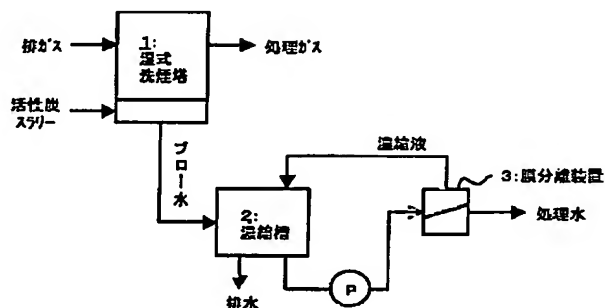 排ガス
1:
湿式
洗煙塔
処理ガス
活性炭
スラリー
ブロー水
濃縮液
3:膜分離装置
2:
濃縮槽
処理水
P
排水